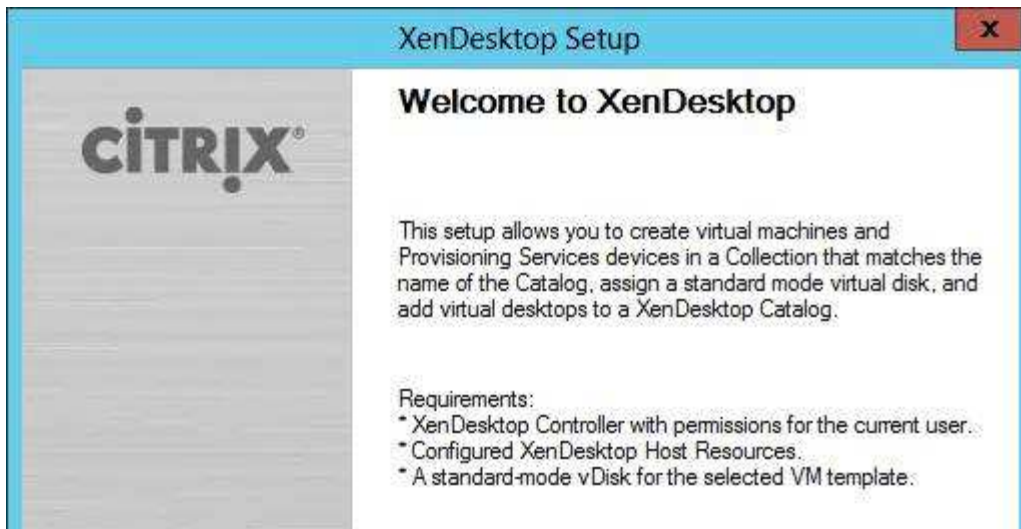 XenDesktop Setup
x
CİTRIX®
Welcome to XenDesktop
This setup allows you to create virtual machines and
Provisioning Services devices in a Collection that matches the
name of the Catalog, assign a standard mode virtual disk, and
add virtual desktops to a XenDesktop Catalog.
Requirements:
* XenDesktop Controller with permissions for the current user.
* Configured XenDesktop Host Resources.
* A standard-mode vDisk for the selected VM template.